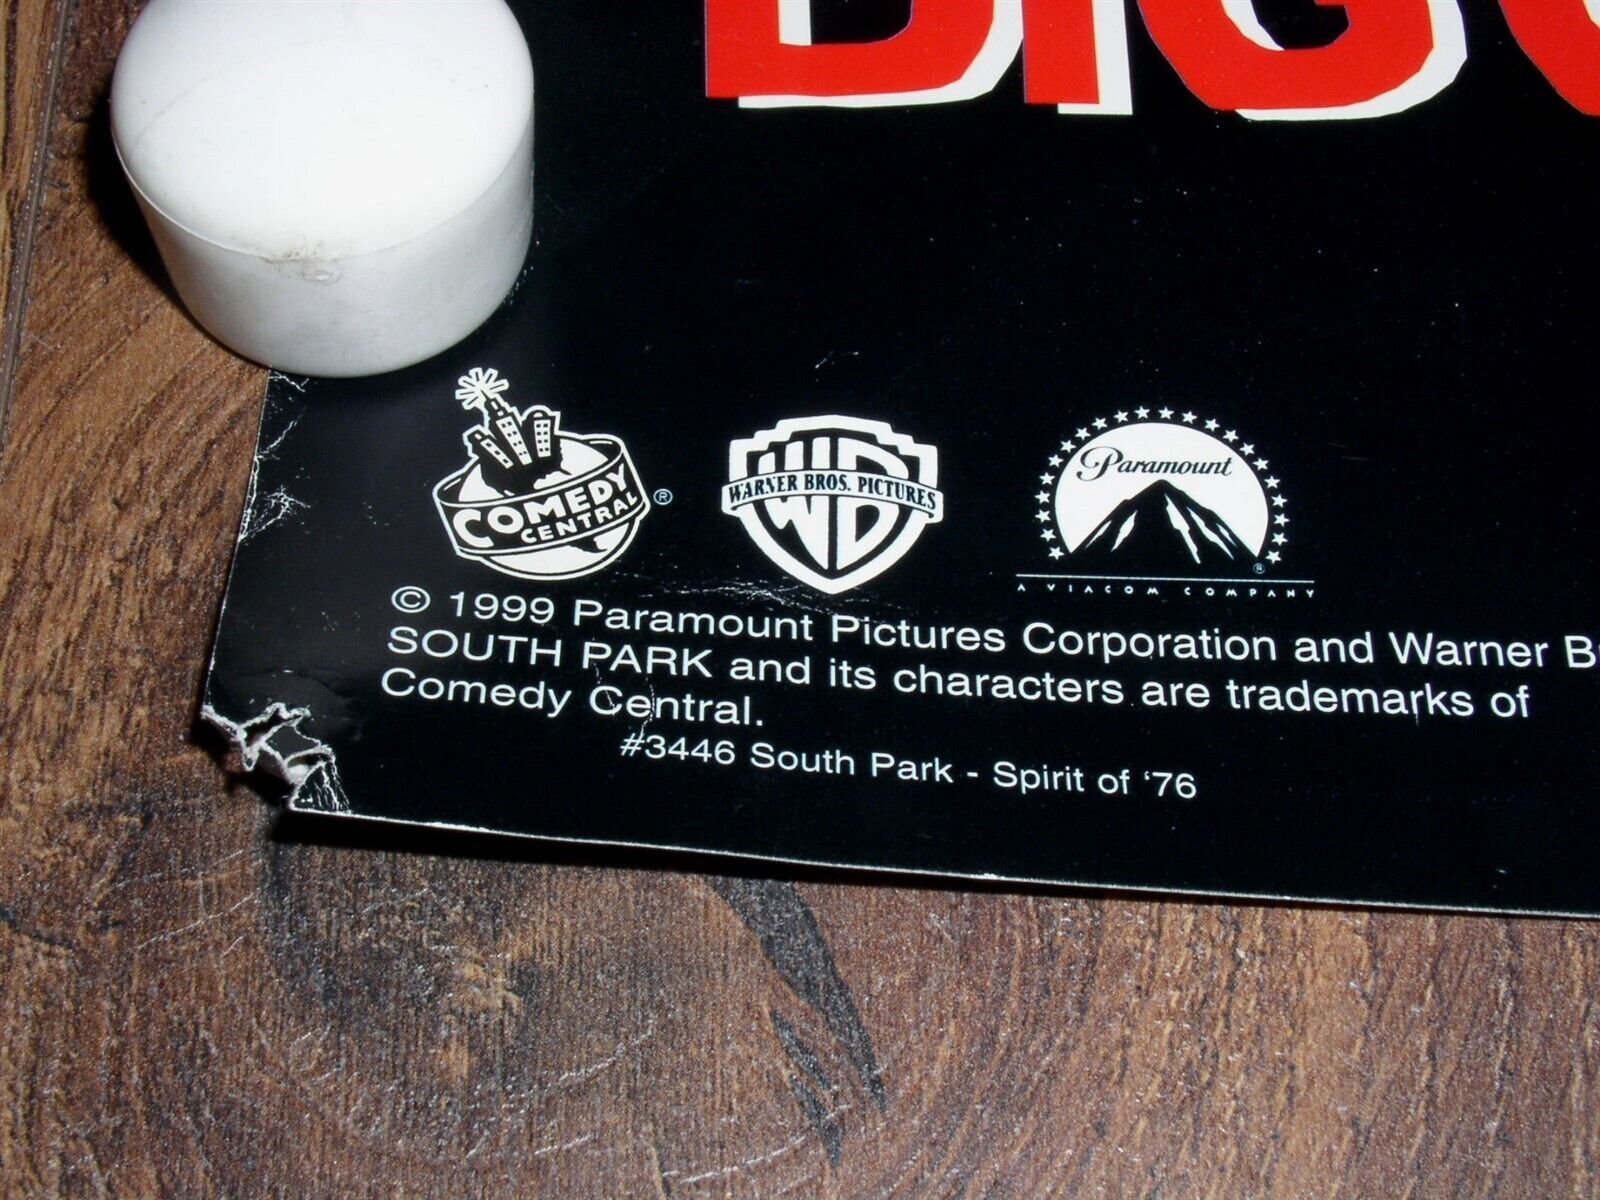 BIG
COMEDY
CENTRAL ®
WARNER BROS. PICTURES
Paramount
®
A VIACOM COMPANY
© 1999 Paramount Pictures Corporation and Warner
SOUTH PARK and its characters are trademarks of
Comedy Central.
#3446 South Park - Spirit of '76